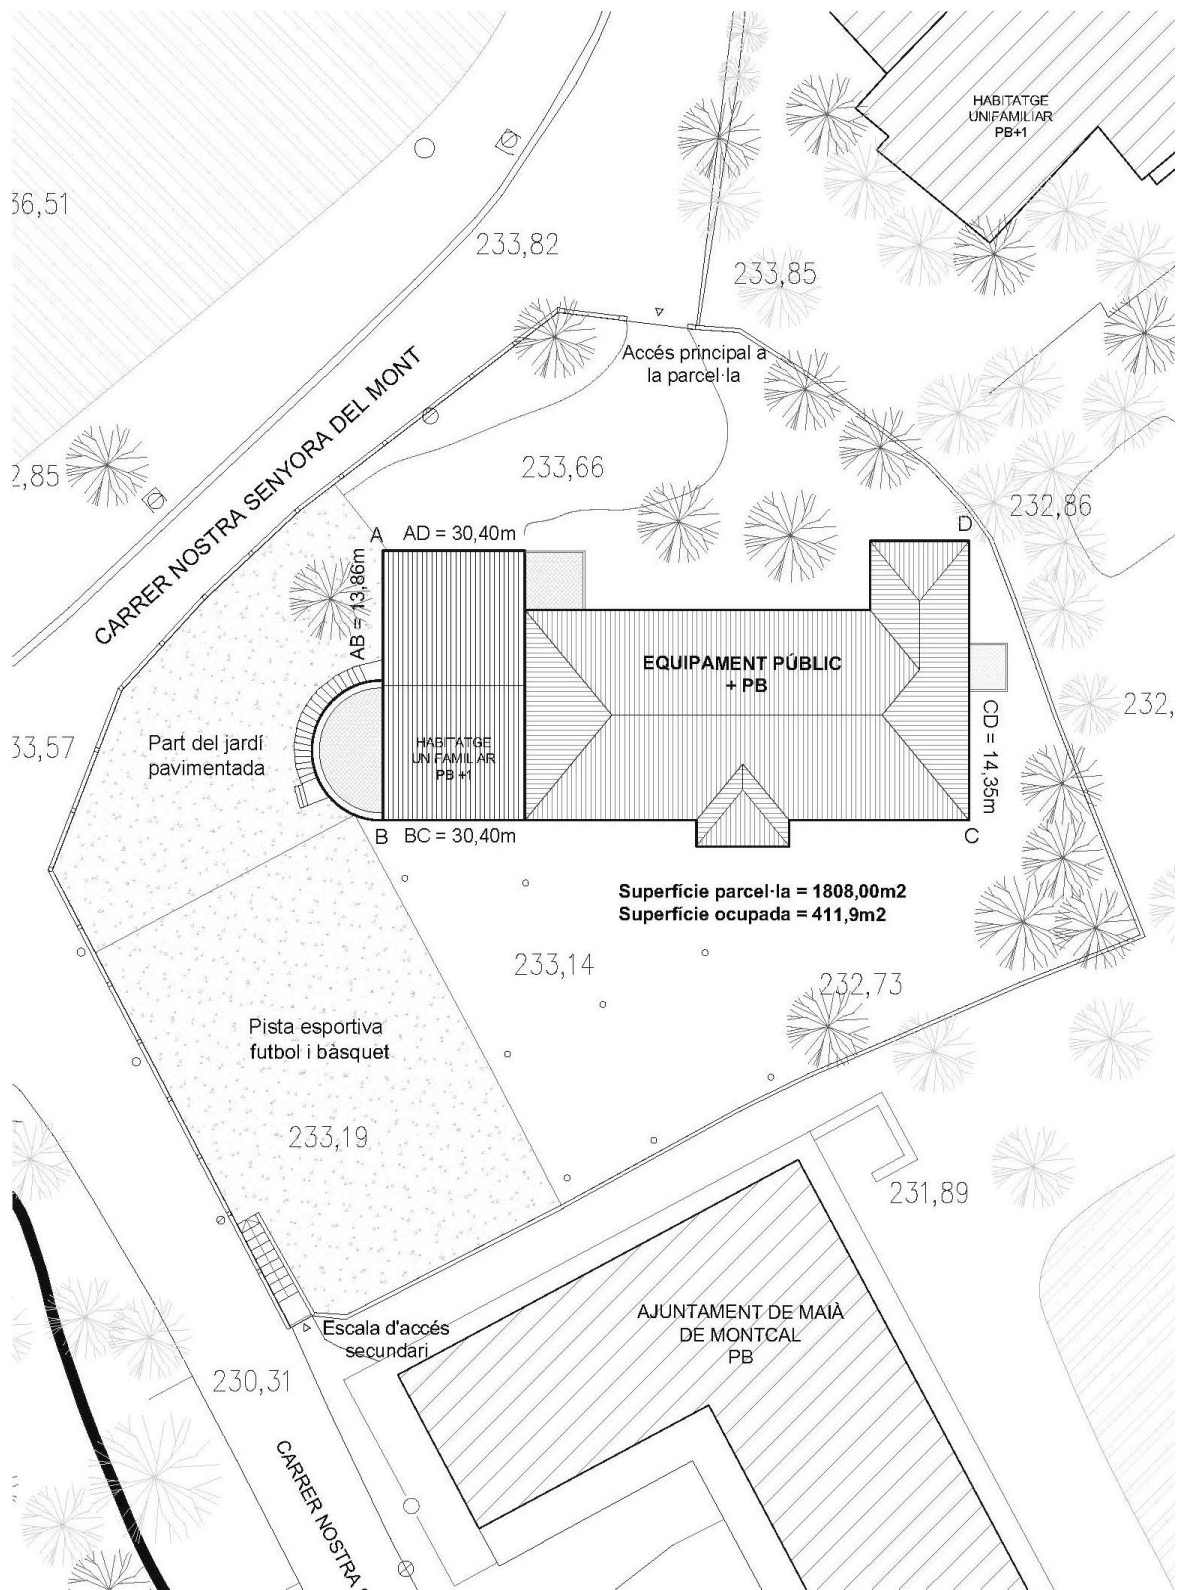 HABITATGE
UNIFAMILIAR
PB+1
36,51
233,82
233,85
Accés principal a
la parcel·la
CARRER NOSTRA SENYORA DEL MONT
2,85
233,66
232,86
A
AD = 30,40m
D
AB = 13,86m
EQUIPAMENT PÚBLIC
+ PB
232,
33,57
Part del jardí
pavimentada
HABITATGE
UNIFAMILIAR
PB +1
CD = 14,35m
B
BC = 30,40m
C
Superfície parcel·la = 1808,00m2
Superfície ocupada = 411,9m2
233,14
232,73
Pista esportiva
futbol i bàsquet
233,19
231,89
AJUNTAMENT DE MAIÀ
DE MONTCAL
PB
Escala d'accés
secundari
230,31
CARRER NOSTRA